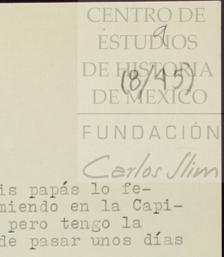 CENTRO DE
9
ESTUDIOS
DE HISTORIA
(8/45)
DE MEXICO
FUNDACIÓN
Carlos Slim
is papás lo fe-
miendo en la Capi-
pero tengo la
de pasar unos días